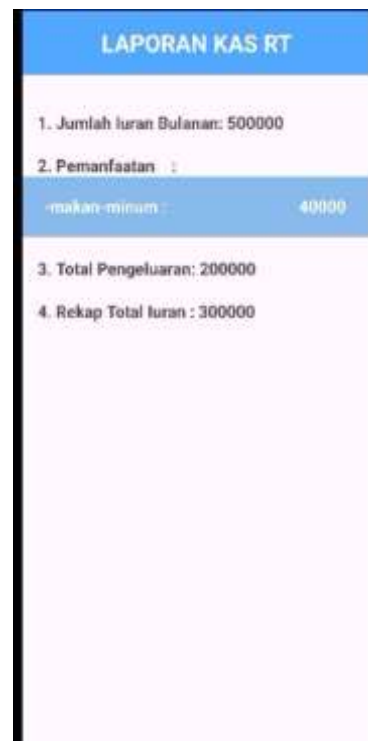 LAPORAN KAS RT
1. Jumlah Iuran Bulanan: 500000
2. Pemanfaatan :
-makan-minum : 40000
3. Total Pengeluaran: 200000
4. Rekap Total Iuran : 300000